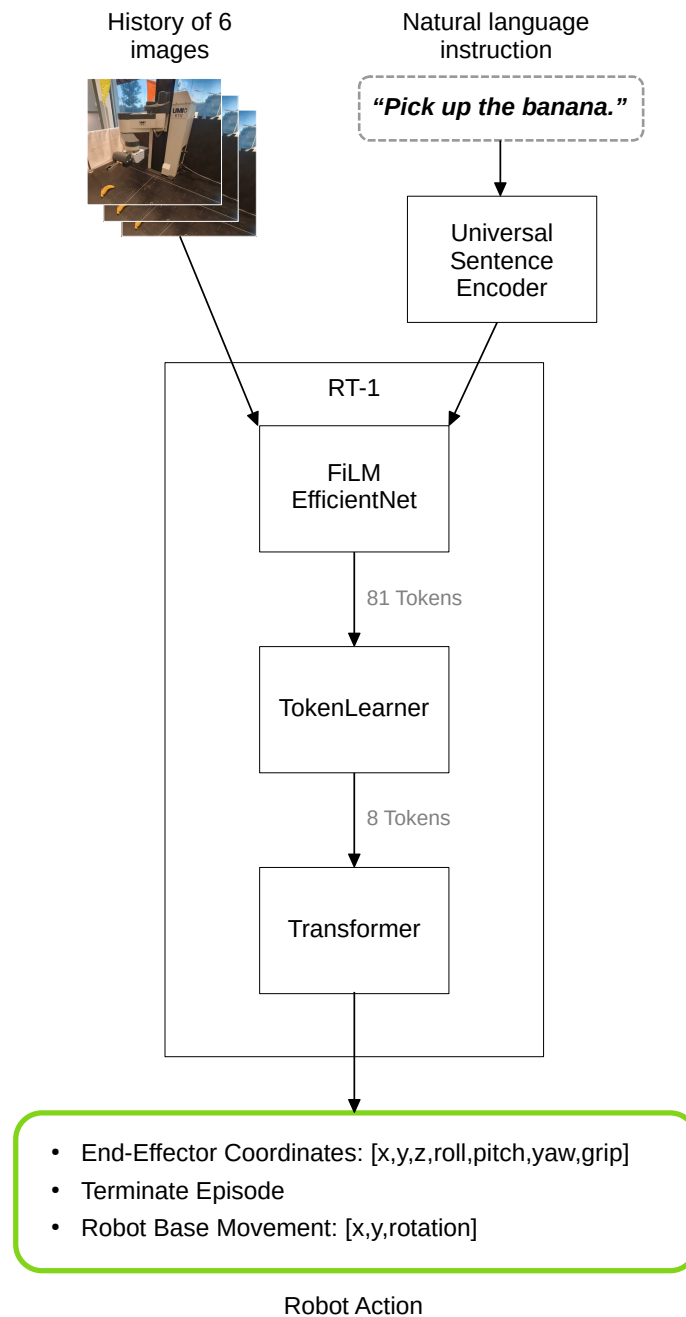 History of 6
images
Natural language
instruction
“Pick up the banana.”
Universal
Sentence
Encoder
RT-1
FiLM
EfficientNet
81 Tokens
TokenLearner
8 Tokens
Transformer
• End-Effector Coordinates: [x,y,z,roll,pitch,yaw,grip]
• Terminate Episode
• Robot Base Movement: [x,y,rotation]
Robot Action